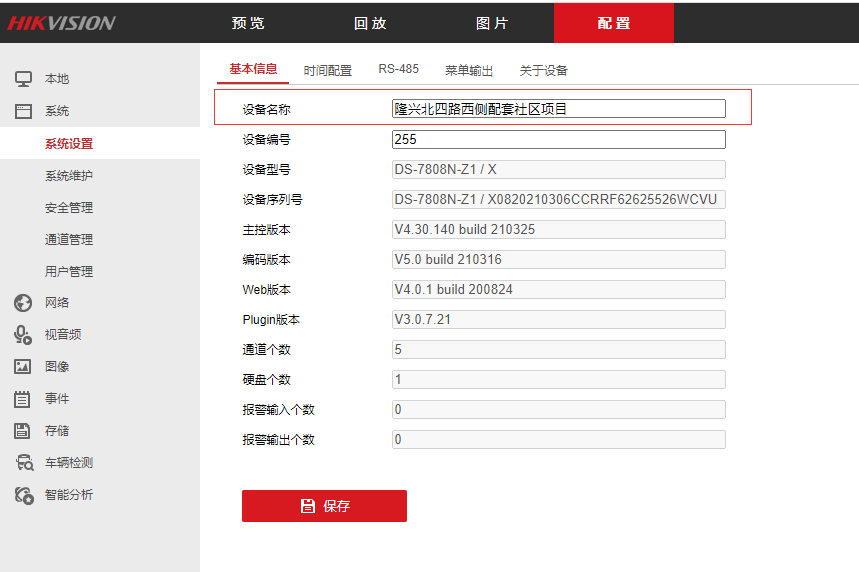 HIKVISION 预览 回放 图片 配置
本地
系统
系统设置
系统维护
安全管理
通道管理
用户管理
网络
视音频
图像
事件
存储
车辆检测
智能分析
基本信息 时间配置 RS-485 菜单输出 关于设备
设备名称 隆兴北四路西侧配套社区项目
设备编号 255
设备型号 DS-7808N-Z1 / X
设备序列号 DS-7808N-Z1 / X0820210306CCRRF62625526WCVU
主控版本 V4.30.140 build 210325
编码版本 V5.0 build 210316
Web版本 V4.0.1 build 200824
Plugin版本 V3.0.7.21
通道个数 5
硬盘个数 1
报警输入个数 0
报警输出个数 0
保存